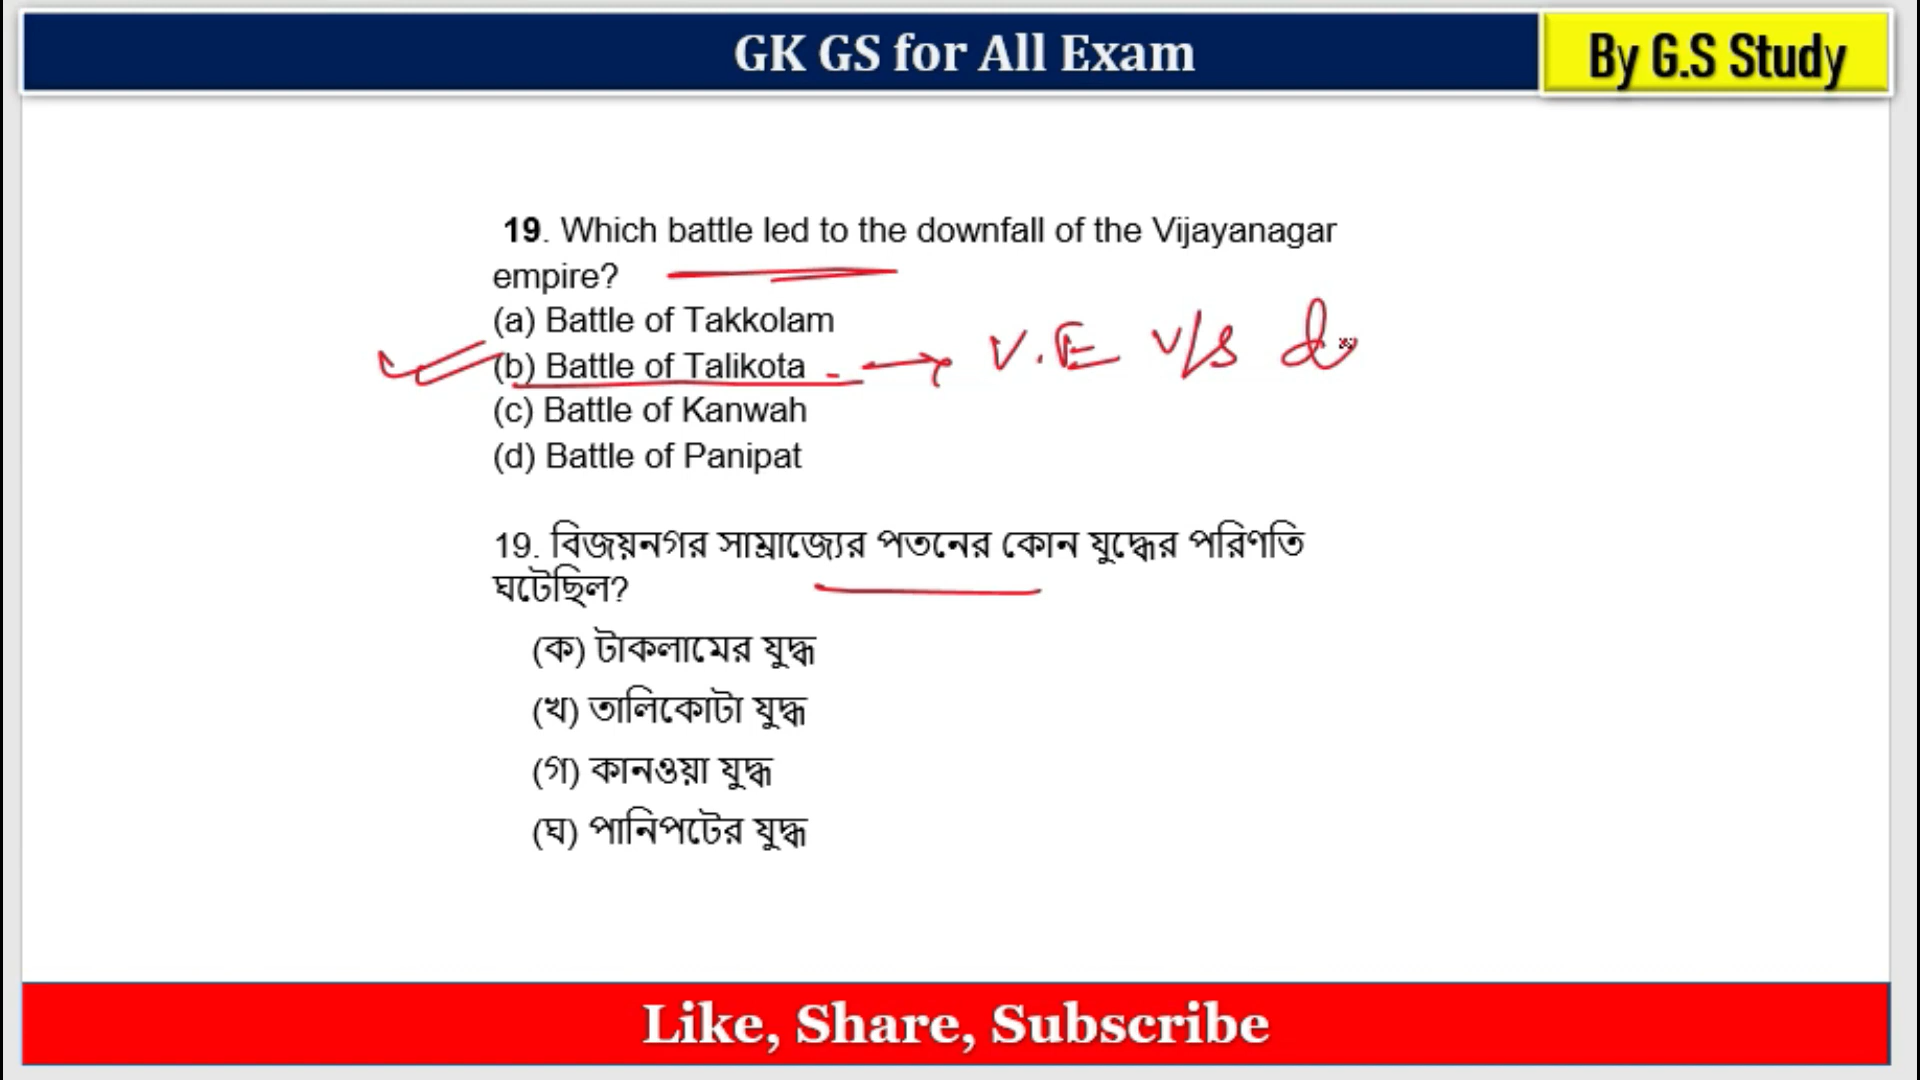 GK GS for All Exam
By G.S Study
19. Which battle led to the downfall of the Vijayanagar
empire?
(a) Battle of Takkolam
(b) Battle of Talikota → V.E v/s
(c) Battle of Kanwah
(d) Battle of Panipat
19. বিজয়নগর সাম্রাজ্যের পতনের কোন যুদ্ধের পরিণতি
ঘটেছিল?
(ক) টাকলামের যুদ্ধ
(খ) তালিকোটা যুদ্ধ
(গ) কানওয়া যুদ্ধ
(ঘ) পানিপটের যুদ্ধ
Like, Share, Subscribe